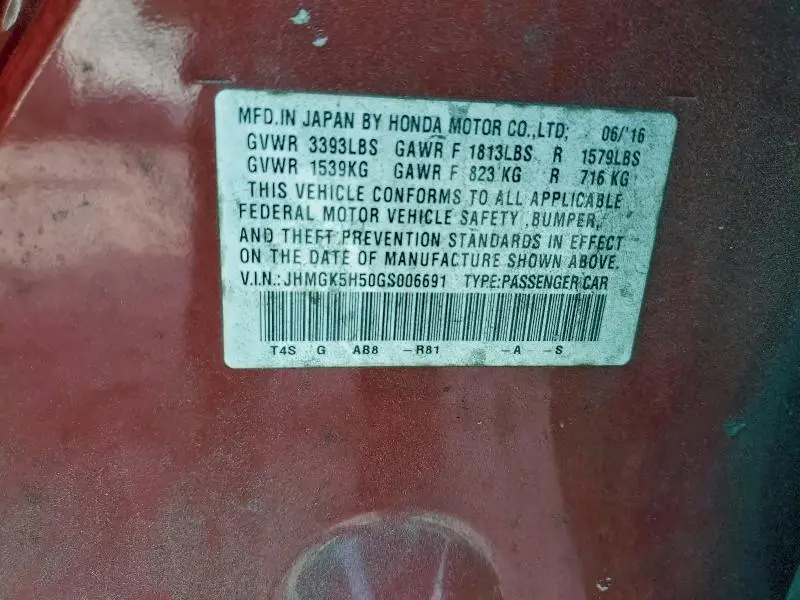 MFD.IN JAPAN BY HONDA MOTOR CO.,LTD; 06/'16
GVWR 3393LBS GAWR F 1813LBS R 1579LBS
GVWR 1539KG GAWR F 823 KG R 716 KG
THIS VEHICLE CONFORMS TO ALL APPLICABLE
FEDERAL MOTOR VEHICLE SAFETY ,BUMPER,
AND THEFT PREVENTION STANDARDS IN EFFECT
ON THE DATE OF MANUFACTURE SHOWN ABOVE.
V.I.N.: JHMGK5H50GS006691 TYPE:PASSENGER CAR
T4S G AB8 -R81 -A -S